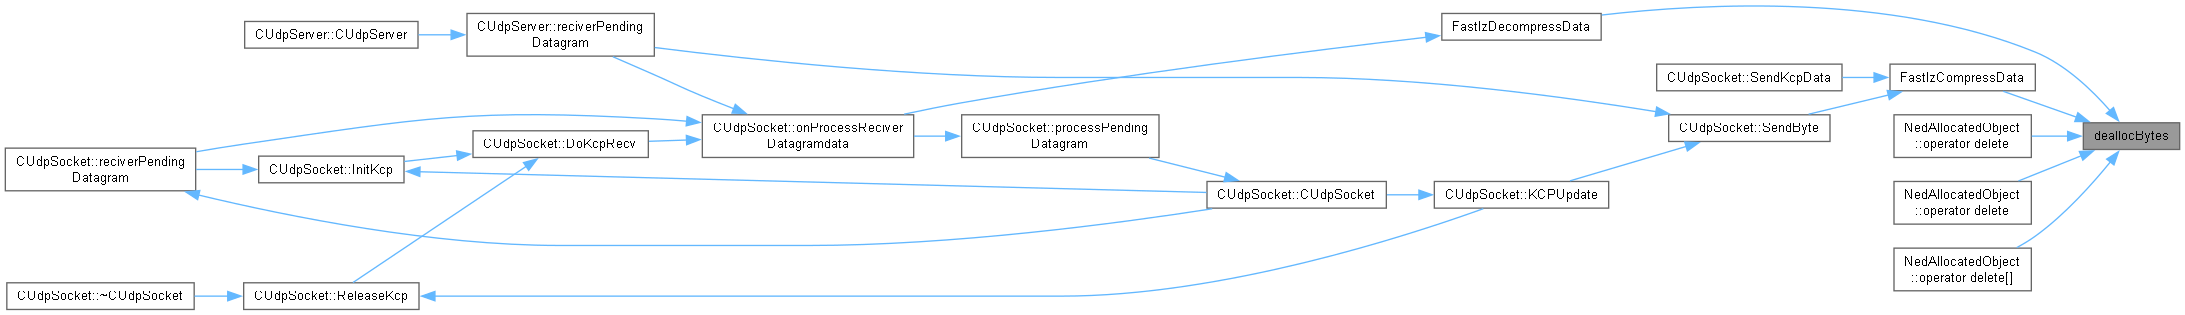 CUdpServer::CUdpServer
CUdpServer::reciverPending
Datagram
FastlzDecompressData
CUdpSocket::SendKcpData
FastlzCompressData
CUdpSocket::reciverPending
Datagram
CUdpSocket::InitKcp
CUdpSocket::DoKcpRecv
CUdpSocket::onProcessReciver
Datagramdata
CUdpSocket::processPending
Datagram
CUdpSocket::SendByte
NedAllocatedObject
::operator delete
deallocBytes
CUdpSocket::CUdpSocket
CUdpSocket::KCPUpdate
NedAllocatedObject
::operator delete
CUdpSocket::~CUdpSocket
CUdpSocket::ReleaseKcp
NedAllocatedObject
::operator delete[]